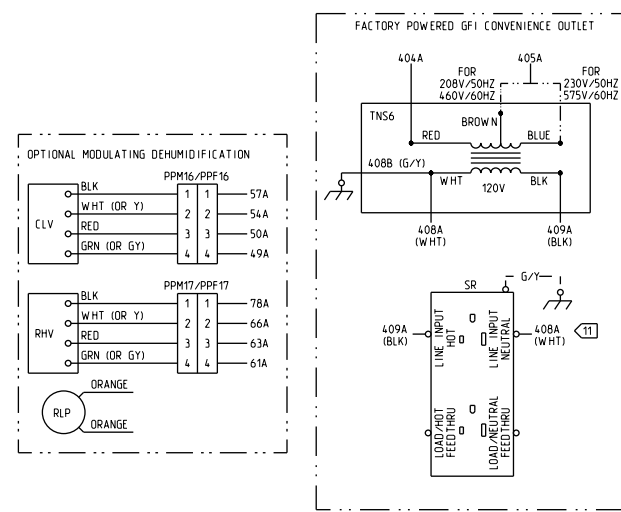 FACTORY POWERED GFI CONVENIENCE OUTLET
404A
405A
FOR
208V/50HZ
460V/60HZ
FOR
230V/50HZ
575V/60HZ
TNS6
BROWN
RED
BLUE
408B (G/Y)
WHT
120V
BLK
408A
(WHT)
409A
(BLK)
G/Y
SR
409A
(BLK)
LINE INPUT
HOT
LINE INPUT
NEUTRAL
408A
(WHT)
11
LOAD/HOT
FEEDTHRU
LOAD/NEUTRAL
FEEDTHRU
OPTIONAL MODULATING DEHUMIDIFICATION
PPM16/PPF16
CLV
BLK 1 1 57A
WHT (OR Y) 2 2 54A
RED 3 3 50A
GRN (OR GY) 4 4 49A
PPM17/PPF17
RHV
BLK 1 1 78A
WHT (OR Y) 2 2 66A
RED 3 3 63A
GRN (OR GY) 4 4 61A
ORANGE
RLP
ORANGE